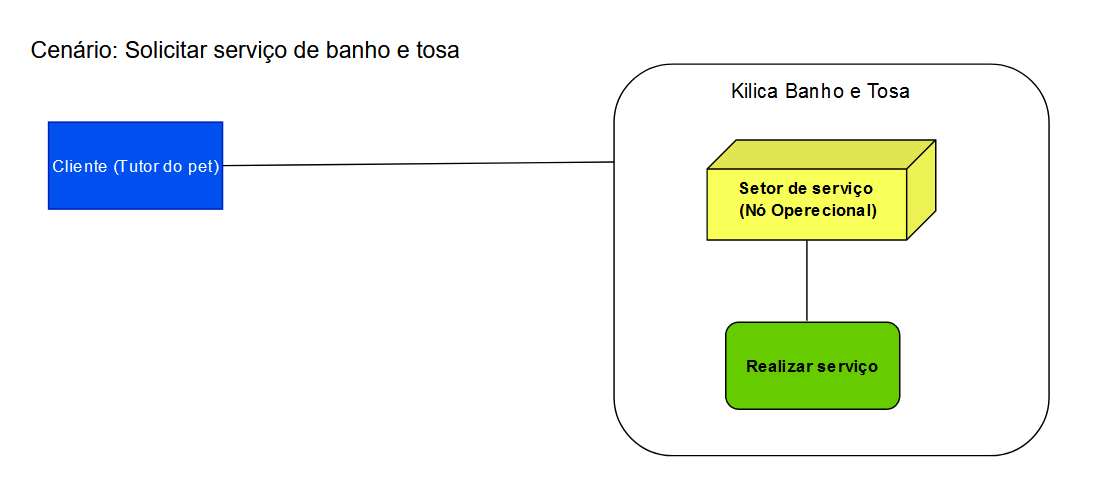 Cenário: Solicitar serviço de banho e tosa
Kilica Banho e Tosa
Cliente (Tutor do pet)
Setor de serviço
(Nó Operecional)
Realizar serviço